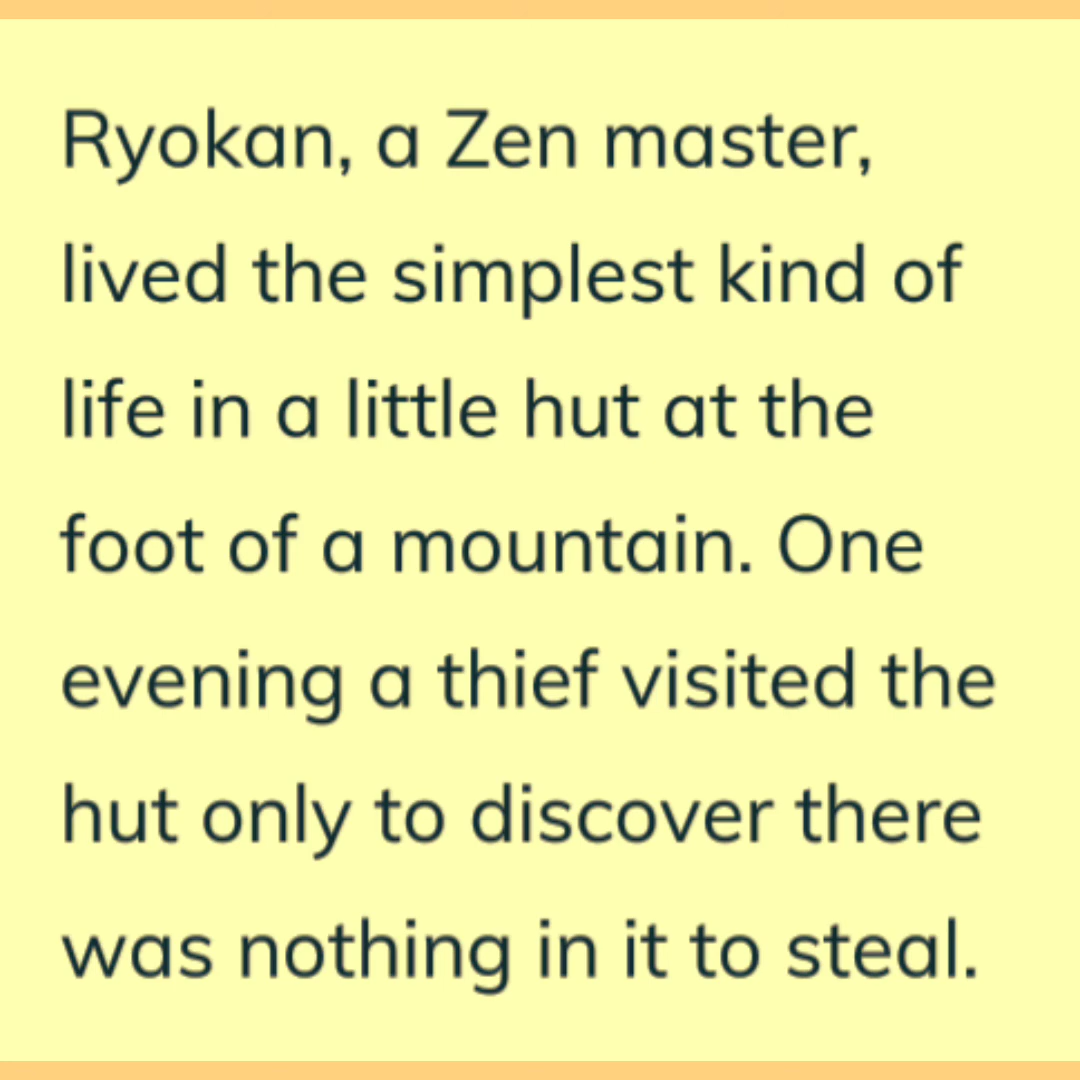 Ryokan, a Zen master,
lived the simplest kind of
life in a little hut at the
foot of a mountain. One
evening a thief visited the
hut only to discover there
was nothing in it to steal.